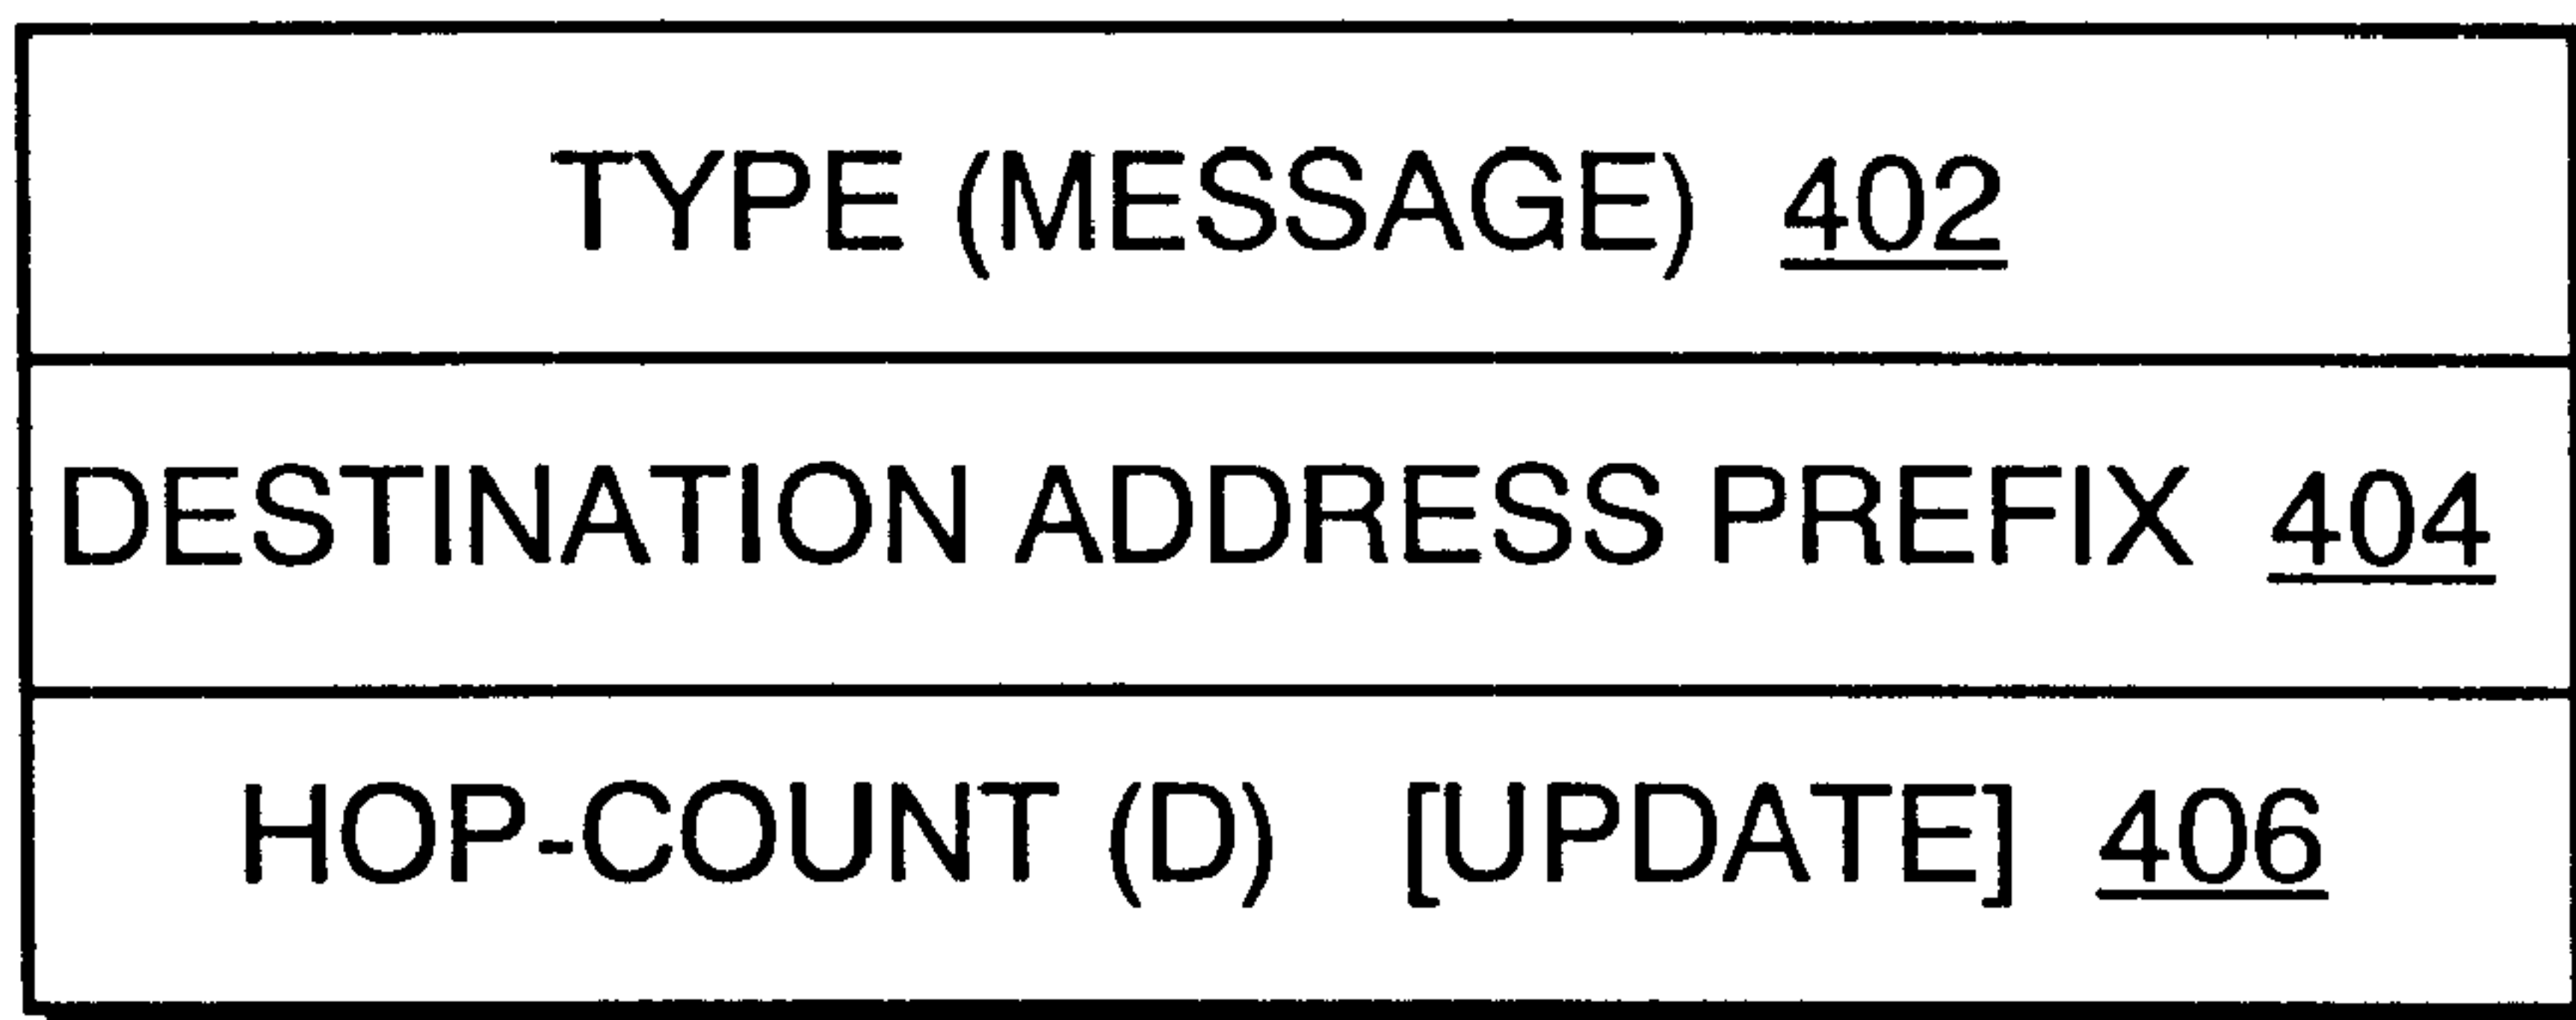 TYPE (MESSAGE) 402
DESTINATION ADDRESS PREFIX 404
HOP-COUNT (D) [UPDATE] 406